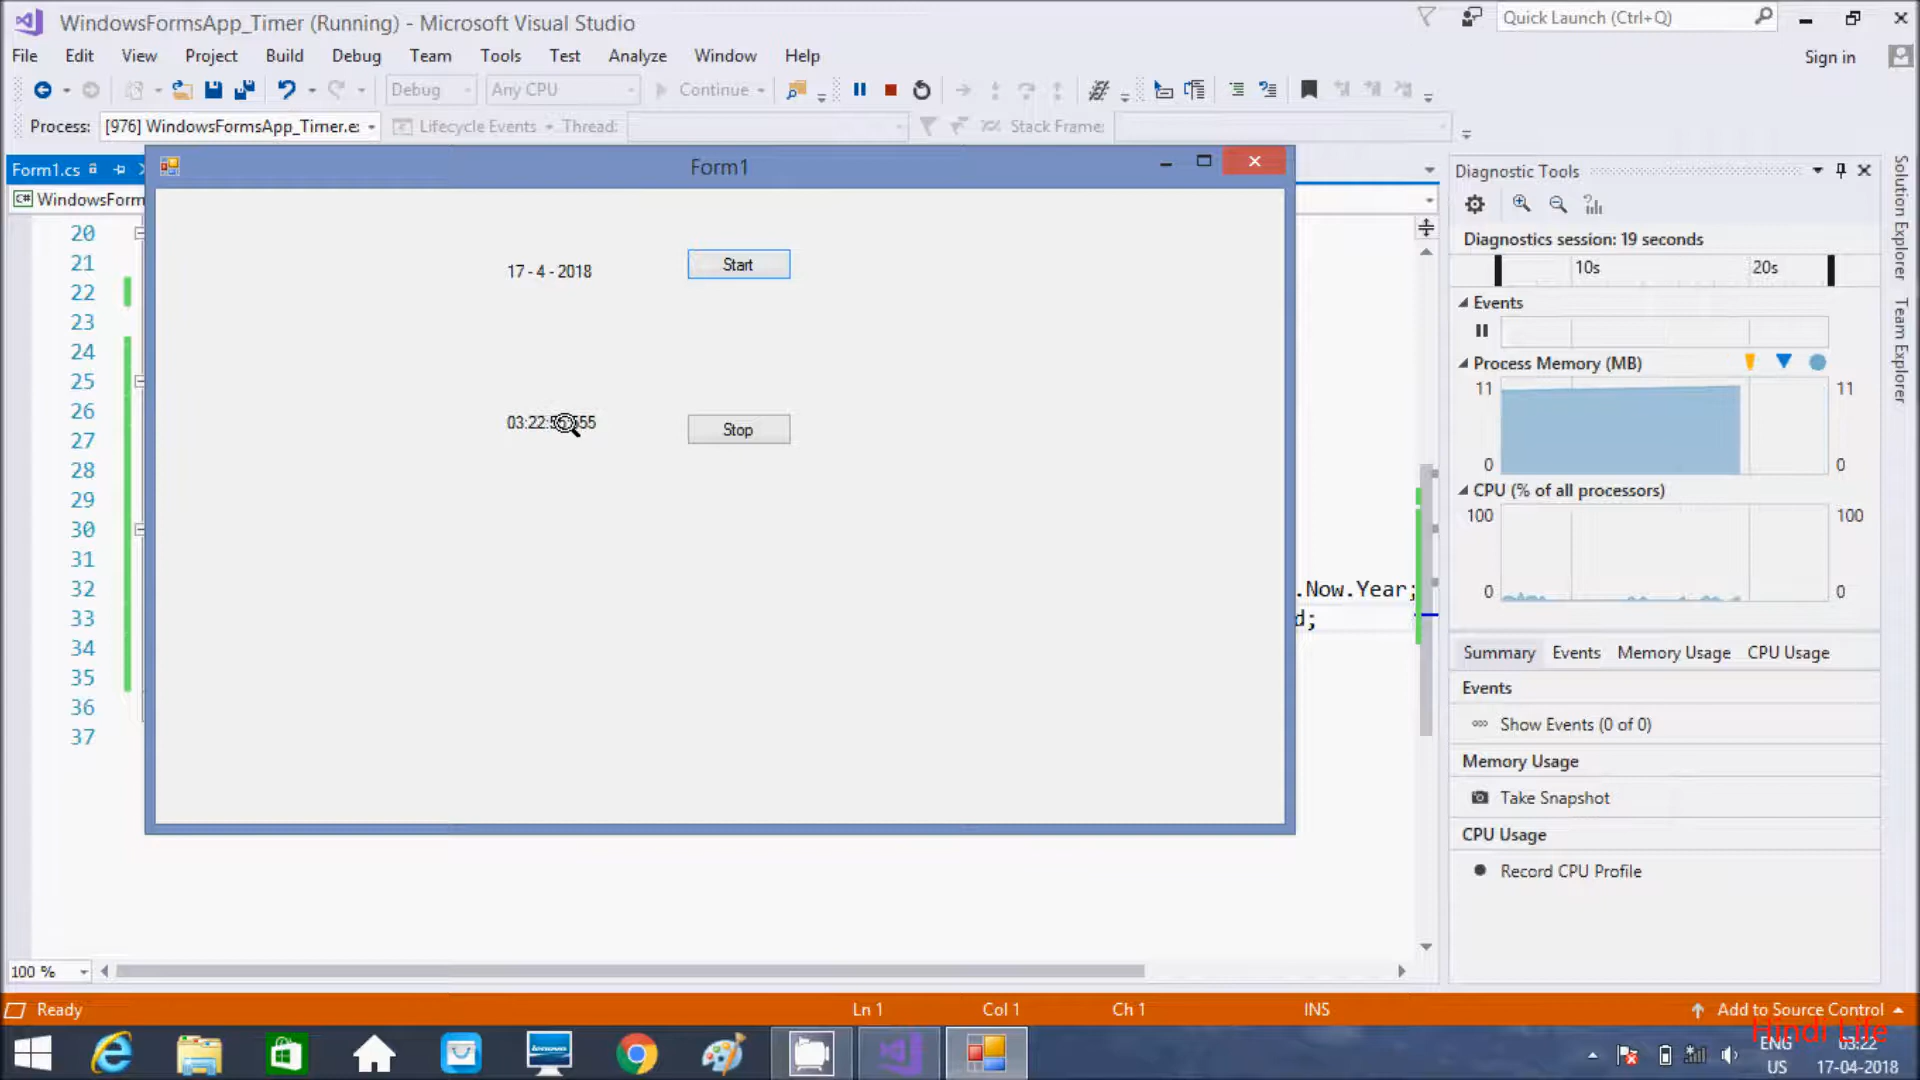 WindowsFormsApp_Timer (Running) - Microsoft Visual Studio
Quick Launch (Ctrl+Q)
File Edit View Project Build Debug Team Tools Test Analyze Window Help
Sign in
Debug Any CPU Continue
Process: [976] WindowsFormsApp_Timer.e: Lifecycle Events Thread: Stack Frame:
Form1.cs
C# WindowsForm
Form1
17 - 4 - 2018
Start
Stop
20
21
22
23
24
25
26
27
28
29
30
31
32
33
34
35
36
37
.Now.Year;
d;
Diagnostic Tools
Diagnostics session: 19 seconds
10s 20s
Events
Process Memory (MB)
11 11
0 0
CPU (% of all processors)
100 100
0 0
Summary Events Memory Usage CPU Usage
Events
Show Events (0 of 0)
Memory Usage
Take Snapshot
CPU Usage
Record CPU Profile
Solution Explorer
Team Explorer
100 %
Ready Ln 1 Col 1 Ch 1 INS Add to Source Control
Hindi Life
ENG
US
03:22
17-04-2018